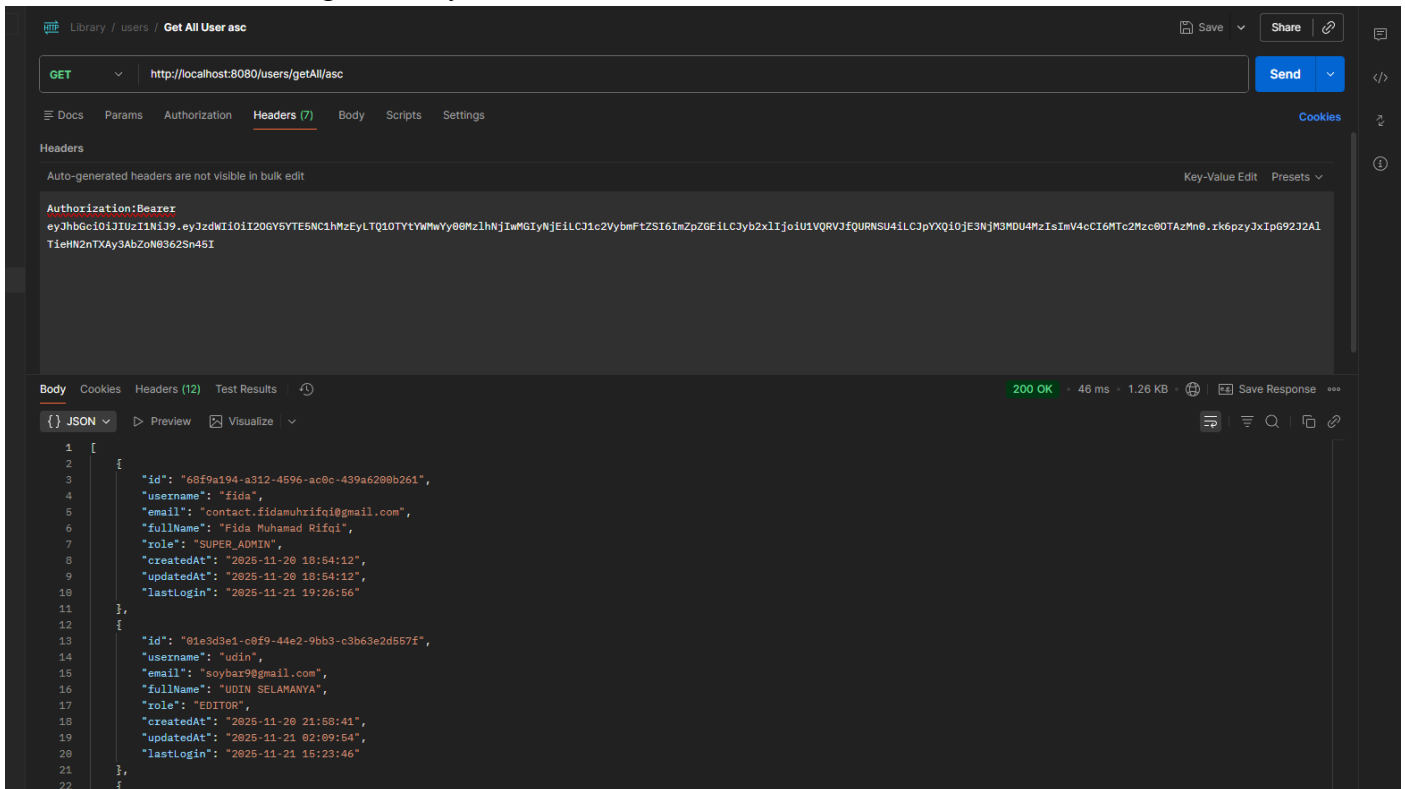 HTTP Library / users / Get All User asc
Save
Share
GET
http://localhost:8080/users/getAll/asc
Send
Docs Params Authorization Headers (7) Body Scripts Settings
Cookies
Headers
Auto-generated headers are not visible in bulk edit
Key-Value Edit Presets
Authorization:Bearer
eyJhbGciOiJIUzI1NiJ9.eyJzdWIiOiI2OGY5YTE5NC1hMzEyLTQ1OTYtYWMwYy00MzlhNjIwMGIyNjEiLCJ1c2VybmFtZSI6ImZpZGEiLCJyb2xlIjoiU1VQRVJfQURNSU4iLCJpYXQiOjE3NjM3MDU4MzIsImV4cCI6MTc2Mzc0OTAzMn0.rk6pzyJxIpG92J2Al
TieHN2nTXAy3AbZoN0362Sn45I
Body Cookies Headers (12) Test Results
200 OK • 46 ms • 1.26 KB
e.g. Save Response
{} JSON
Preview
Visualize
1 [
2 {
3 "id": "68f9a194-a312-4596-ac0c-439a6200b261",
4 "username": "fida",
5 "email": "contact.fidamuhrifqi@gmail.com",
6 "fullName": "Fida Muhamad Rifqi",
7 "role": "SUPER_ADMIN",
8 "createdAt": "2025-11-20 18:54:12",
9 "updatedAt": "2025-11-20 18:54:12",
10 "lastLogin": "2025-11-21 19:26:56"
11 },
12 {
13 "id": "01e3d3e1-c0f9-44e2-9bb3-c3b63e2d557f",
14 "username": "udin",
15 "email": "soybar9@gmail.com",
16 "fullName": "UDIN SELAMANYA",
17 "role": "EDITOR",
18 "createdAt": "2025-11-20 21:58:41",
19 "updatedAt": "2025-11-21 02:09:54",
20 "lastLogin": "2025-11-21 15:23:46"
21 },
22 {